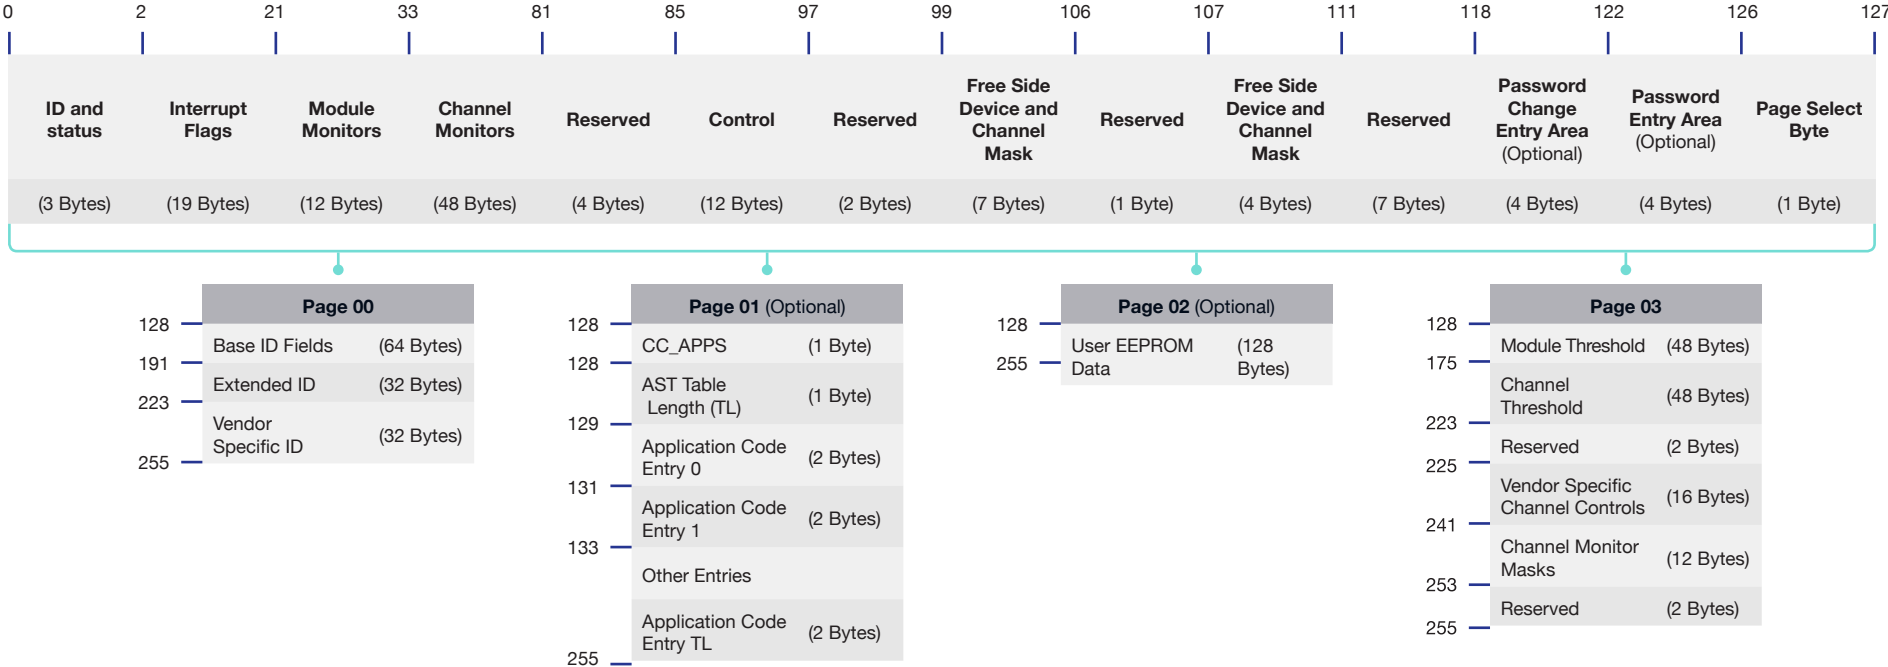 0 2 21 33 81 85 97 99 106 107 111 118 122 126 127
ID and
status
(3 Bytes)
Interrupt
Flags
(19 Bytes)
Module
Monitors
(12 Bytes)
Channel
Monitors
(48 Bytes)
Reserved
(4 Bytes)
Control
(12 Bytes)
Reserved
(2 Bytes)
Free Side
Device and
Channel
Mask
(7 Bytes)
Reserved
(1 Byte)
Free Side
Device and
Channel
Mask
(4 Bytes)
Reserved
(7 Bytes)
Password
Change
Entry Area
(Optional)
(4 Bytes)
Password
Entry Area
(Optional)
(4 Bytes)
Page Select
Byte
(1 Byte)
Page 00
128
Base ID Fields (64 Bytes)
191
Extended ID (32 Bytes)
223
Vendor
Specific ID
(32 Bytes)
255
Page 01 (Optional)
128
CC_APPS (1 Byte)
128
AST Table
Length (TL)
(1 Byte)
129
Application Code
Entry 0
(2 Bytes)
131
Application Code
Entry 1
(2 Bytes)
133
Other Entries
Application Code
Entry TL
(2 Bytes)
255
Page 02 (Optional)
128
User EEPROM
Data
(128
Bytes)
255
Page 03
128
Module Threshold (48 Bytes)
175
Channel
Threshold
(48 Bytes)
223
Reserved (2 Bytes)
225
Vendor Specific
Channel Controls
(16 Bytes)
241
Channel Monitor
Masks
(12 Bytes)
253
Reserved (2 Bytes)
255